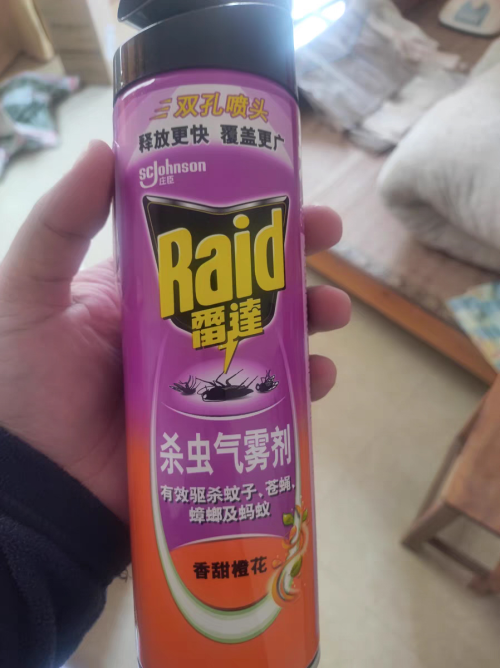 双孔喷头
释放更快 覆盖更广
scJohnson
庄臣
Raid
雷達
杀虫气雾剂
有效驱杀蚊子、苍蝇,
蟑螂及蚂蚁
香甜橙花